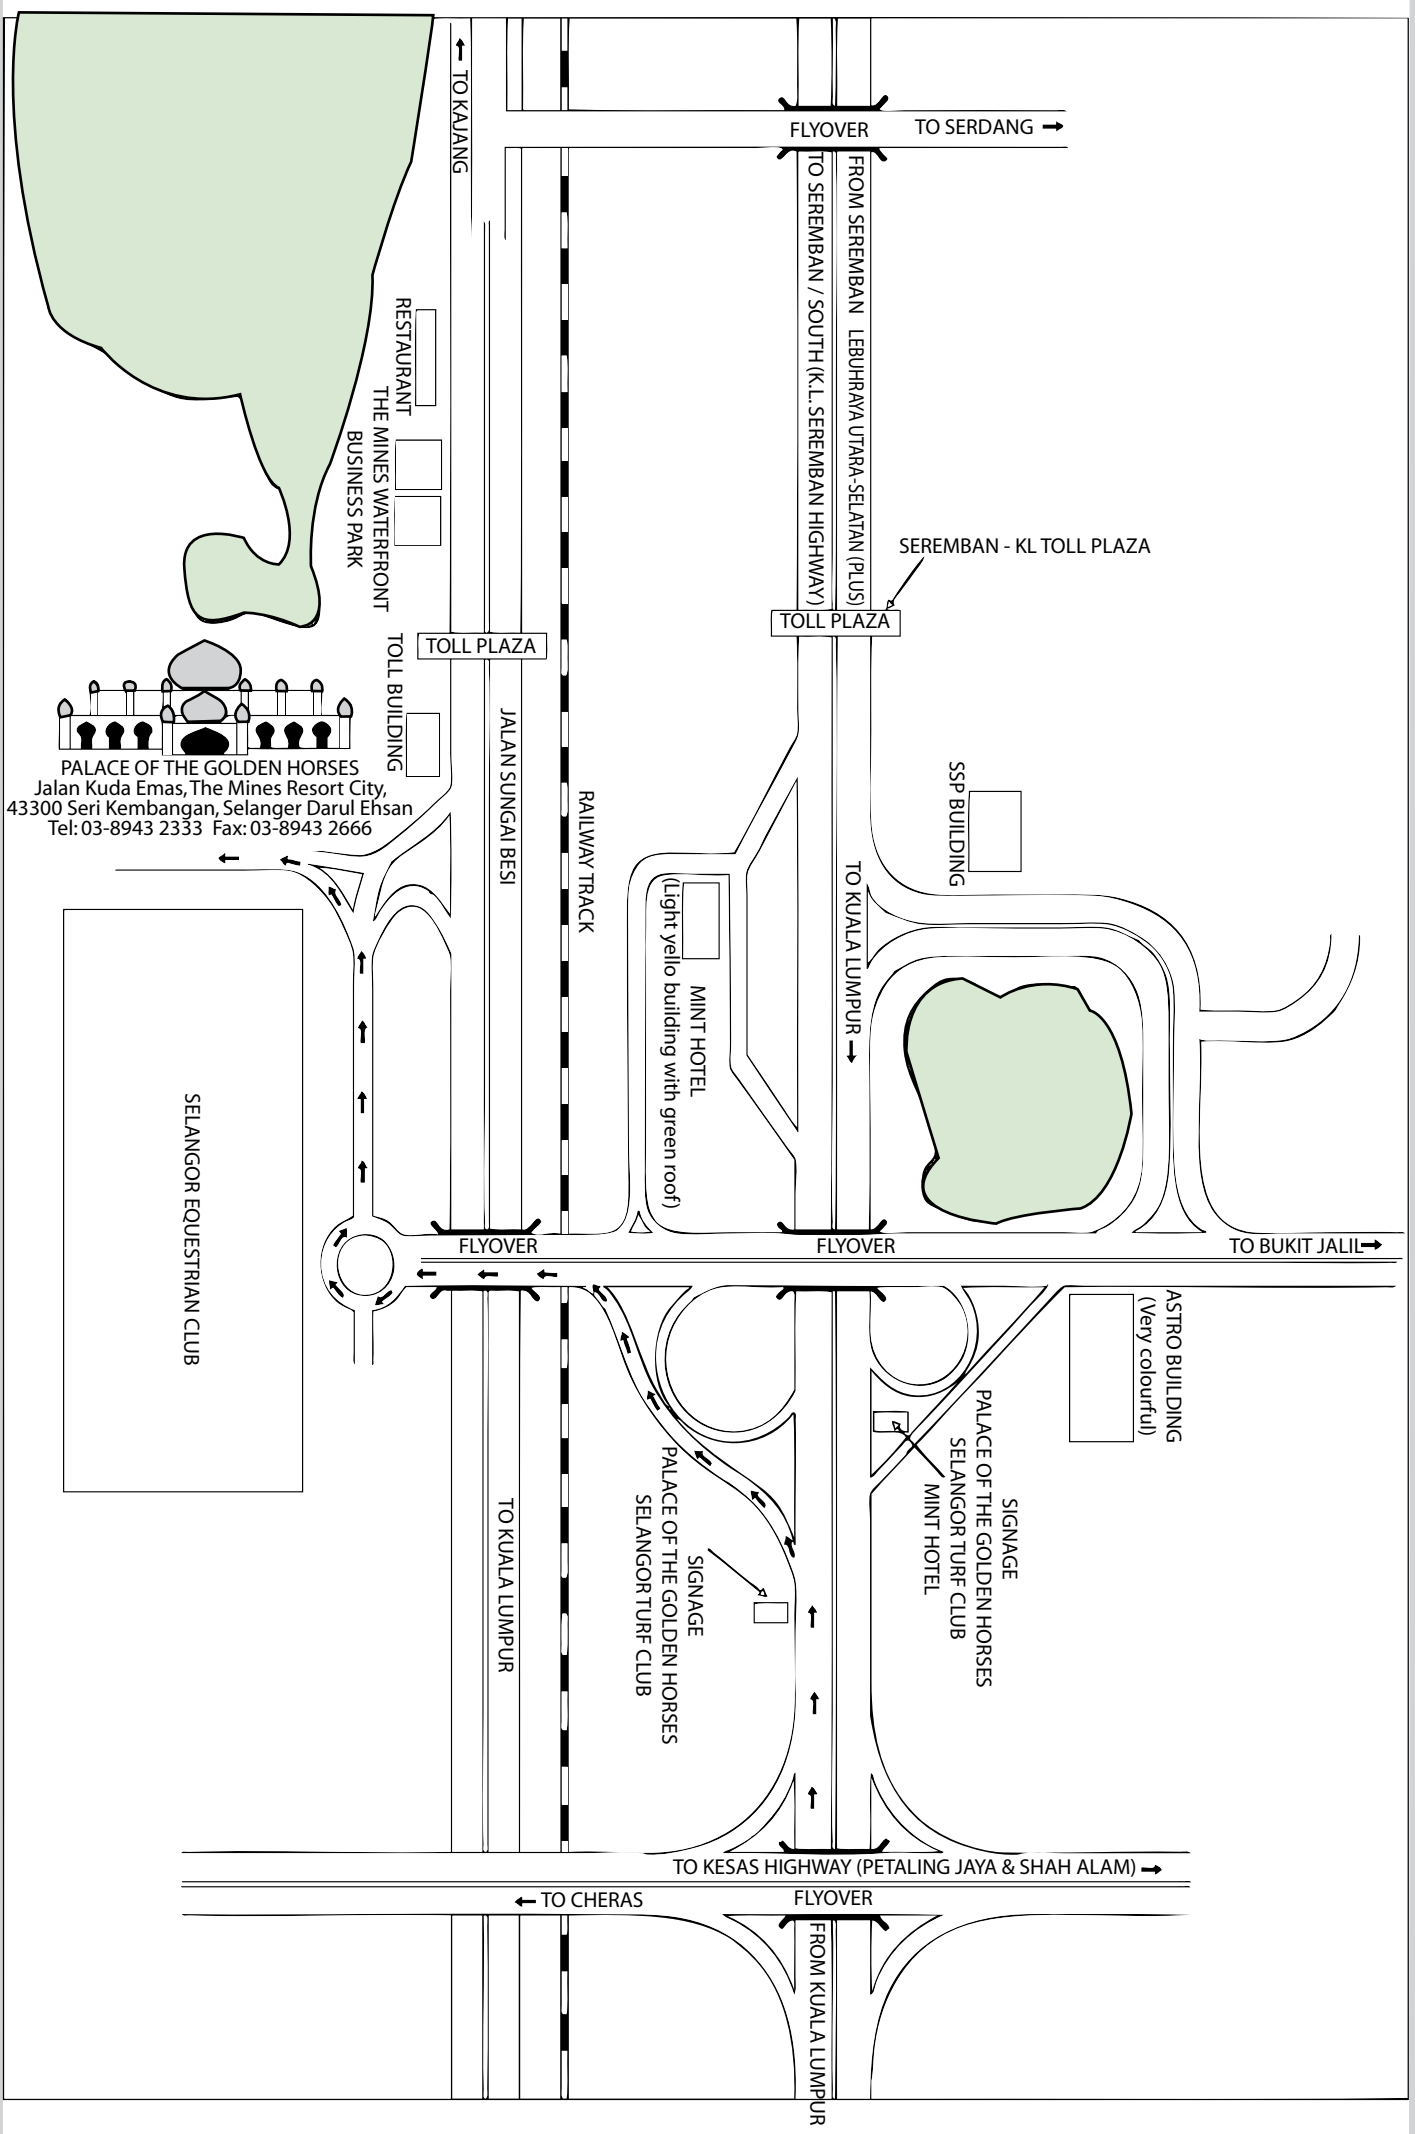 TO KAJANG
FLYOVER
TO SERDANG
TO SEREMBAN / SOUTH (K.L. SEREMBAN HIGHWAY)
FROM SEREMBAN
LEBUHRAYA UTARA-SELATAN (PLUS)
RESTAURANT
THE MINES WATERFRONT
BUSINESS PARK
SEREMBAN - KL TOLL PLAZA
TOLL PLAZA
TOLL PLAZA
TOLL BUILDING
JALAN SUNGAI BESI
PALACE OF THE GOLDEN HORSES
Jalan Kuda Emas, The Mines Resort City,
43300 Seri Kembangan, Selanger Darul Ehsan
Tel: 03-8943 2333 Fax: 03-8943 2666
RAILWAY TRACK
SSP BUILDING
TO KUALA LUMPUR
MINT HOTEL
(Light yello building with green roof)
SELANGOR EQUESTRIAN CLUB
FLYOVER
FLYOVER
TO BUKIT JALIL
ASTRO BUILDING
(Very colourful)
SIGNAGE
PALACE OF THE GOLDEN HORSES
SELANGOR TURF CLUB
MINT HOTEL
SIGNAGE
PALACE OF THE GOLDEN HORSES
SELANGOR TURF CLUB
TO KUALA LUMPUR
TO KESAS HIGHWAY (PETALING JAYA & SHAH ALAM)
TO CHERAS
FLYOVER
FROM KUALA LUMPUR